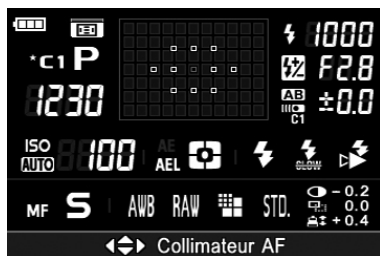 1000
*C1 P F2.8
1230 AB C1 ±0.0
ISO AUTO 100 AE AEL SLOW
MF S AWB RAW STD. -0.2
0.0
+0.4
Collimateur AF